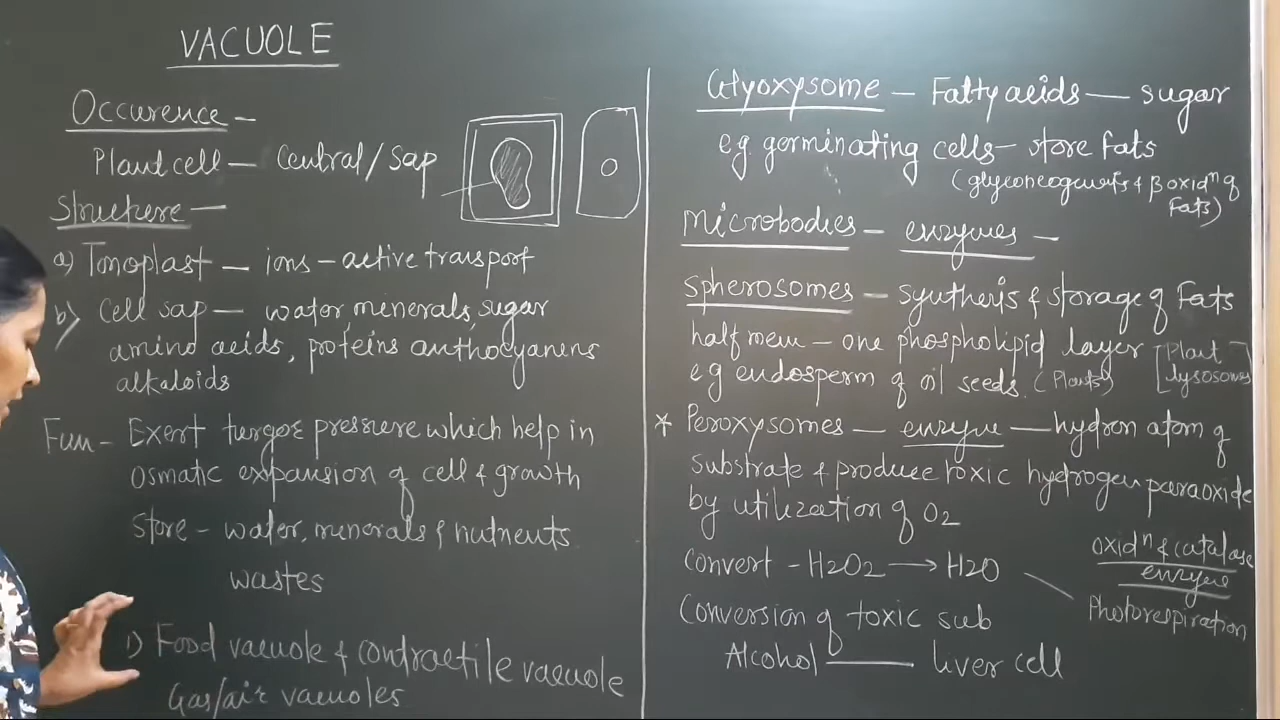 VACUOLE
Occurence -
Plant cell - Central/Sap
Structure -
a) Tonoplast - ions - active transport
b) Cell sap - water, minerals, sugar
amino acids, proteins anthocyanens
alkaloids
Fun - Exert turgor pressure which help in
osmatic expansion of cell & growth
Store - water, minerals & nutrients
wastes
1) Food vacuole & contractile vacuole
Gas/air vacuoles
Glyoxysome - Fatty acids - sugar
eg. germinating cells - store fats
(glyconeogenesis & β oxidⁿ of
Fats)
Microbodies - enzymes -
Spherosomes - synthesis & storage of Fats
half mem - one phospholipid layer [Plant
eg endosperm of oil seeds. (Plants) lysosomes]
* Peroxysomes - enzyme - hydron atom of
substrate & produce toxic hydrogen paraoxide
by utilization of O2
Convert - H2O2 → H2O
oxidⁿ & catalase
enzyme
Photorespiration
Conversion of toxic sub
Alcohol - liver cell